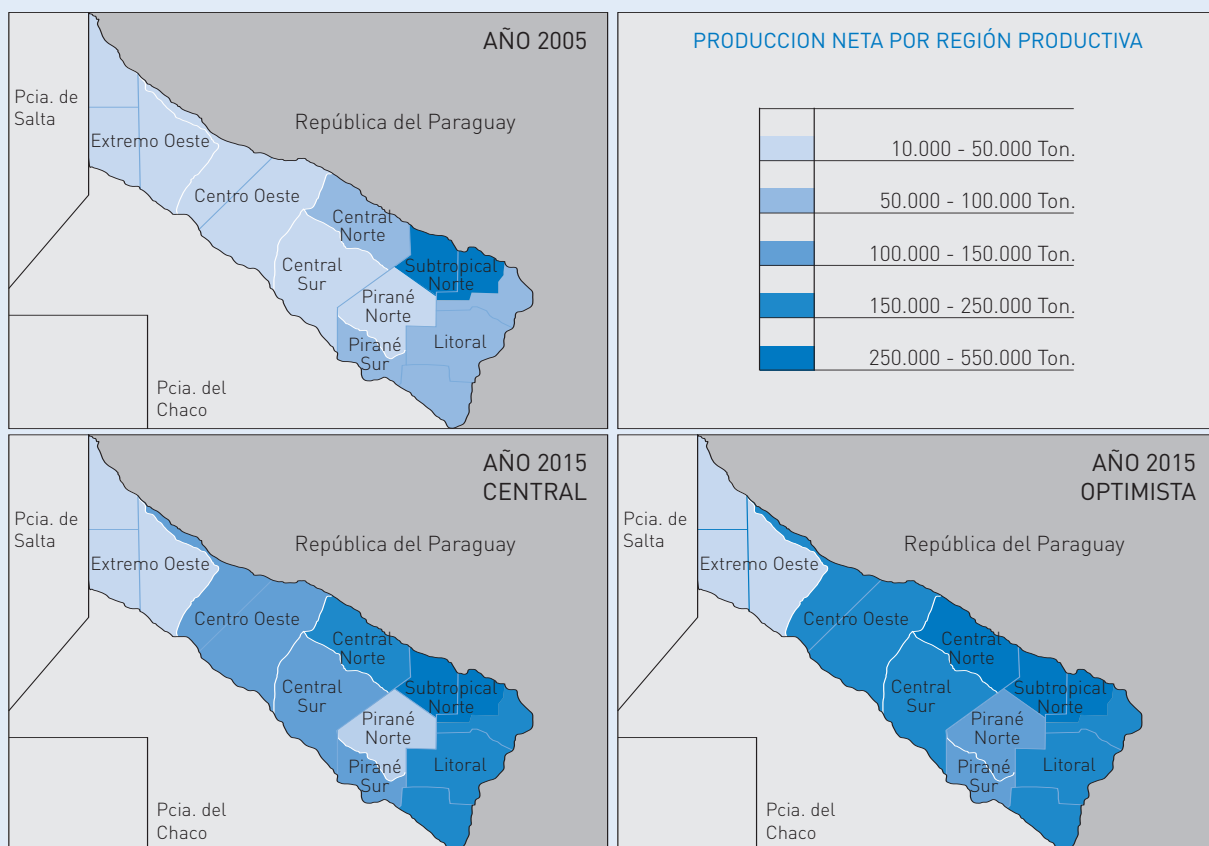 AÑO 2005
Pcia. de
Salta
República del Paraguay
Extremo Oeste
Centro Oeste
Central
Norte
Central
Sur
Subtropical
Norte
Pirané
Norte
Pirané
Sur
Litoral
Pcia. del
Chaco
PRODUCCION NETA POR REGIÓN PRODUCTIVA
10.000 - 50.000 Ton.
50.000 - 100.000 Ton.
100.000 - 150.000 Ton.
150.000 - 250.000 Ton.
250.000 - 550.000 Ton.
AÑO 2015
CENTRAL
Pcia. de
Salta
República del Paraguay
Extremo Oeste
Centro Oeste
Central
Norte
Central
Sur
Subtropical
Norte
Pirané
Norte
Pirané
Sur
Litoral
Pcia. del
Chaco
AÑO 2015
OPTIMISTA
Pcia. de
Salta
República del Paraguay
Extremo Oeste
Centro Oeste
Central
Norte
Central
Sur
Subtropical
Norte
Pirané
Norte
Pirané
Sur
Litoral
Pcia. del
Chaco